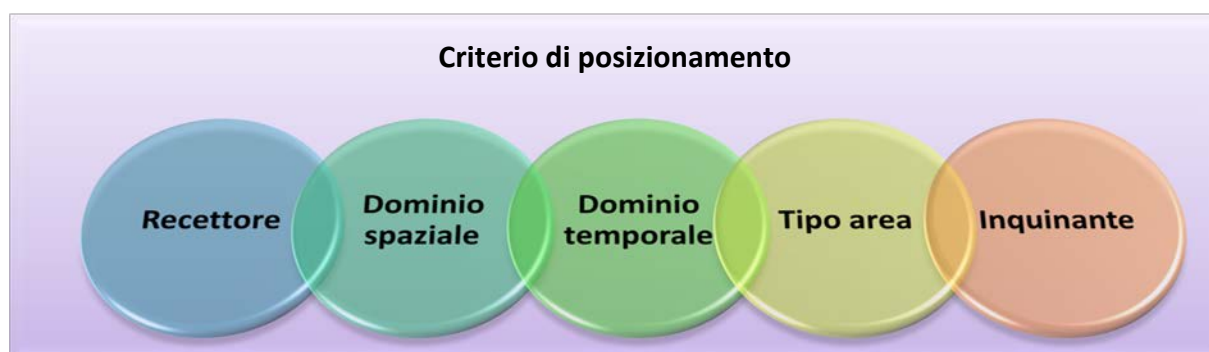 Criterio di posizionamento
Recettore
Dominio
spaziale
Dominio
temporale
Tipo area
Inquinante